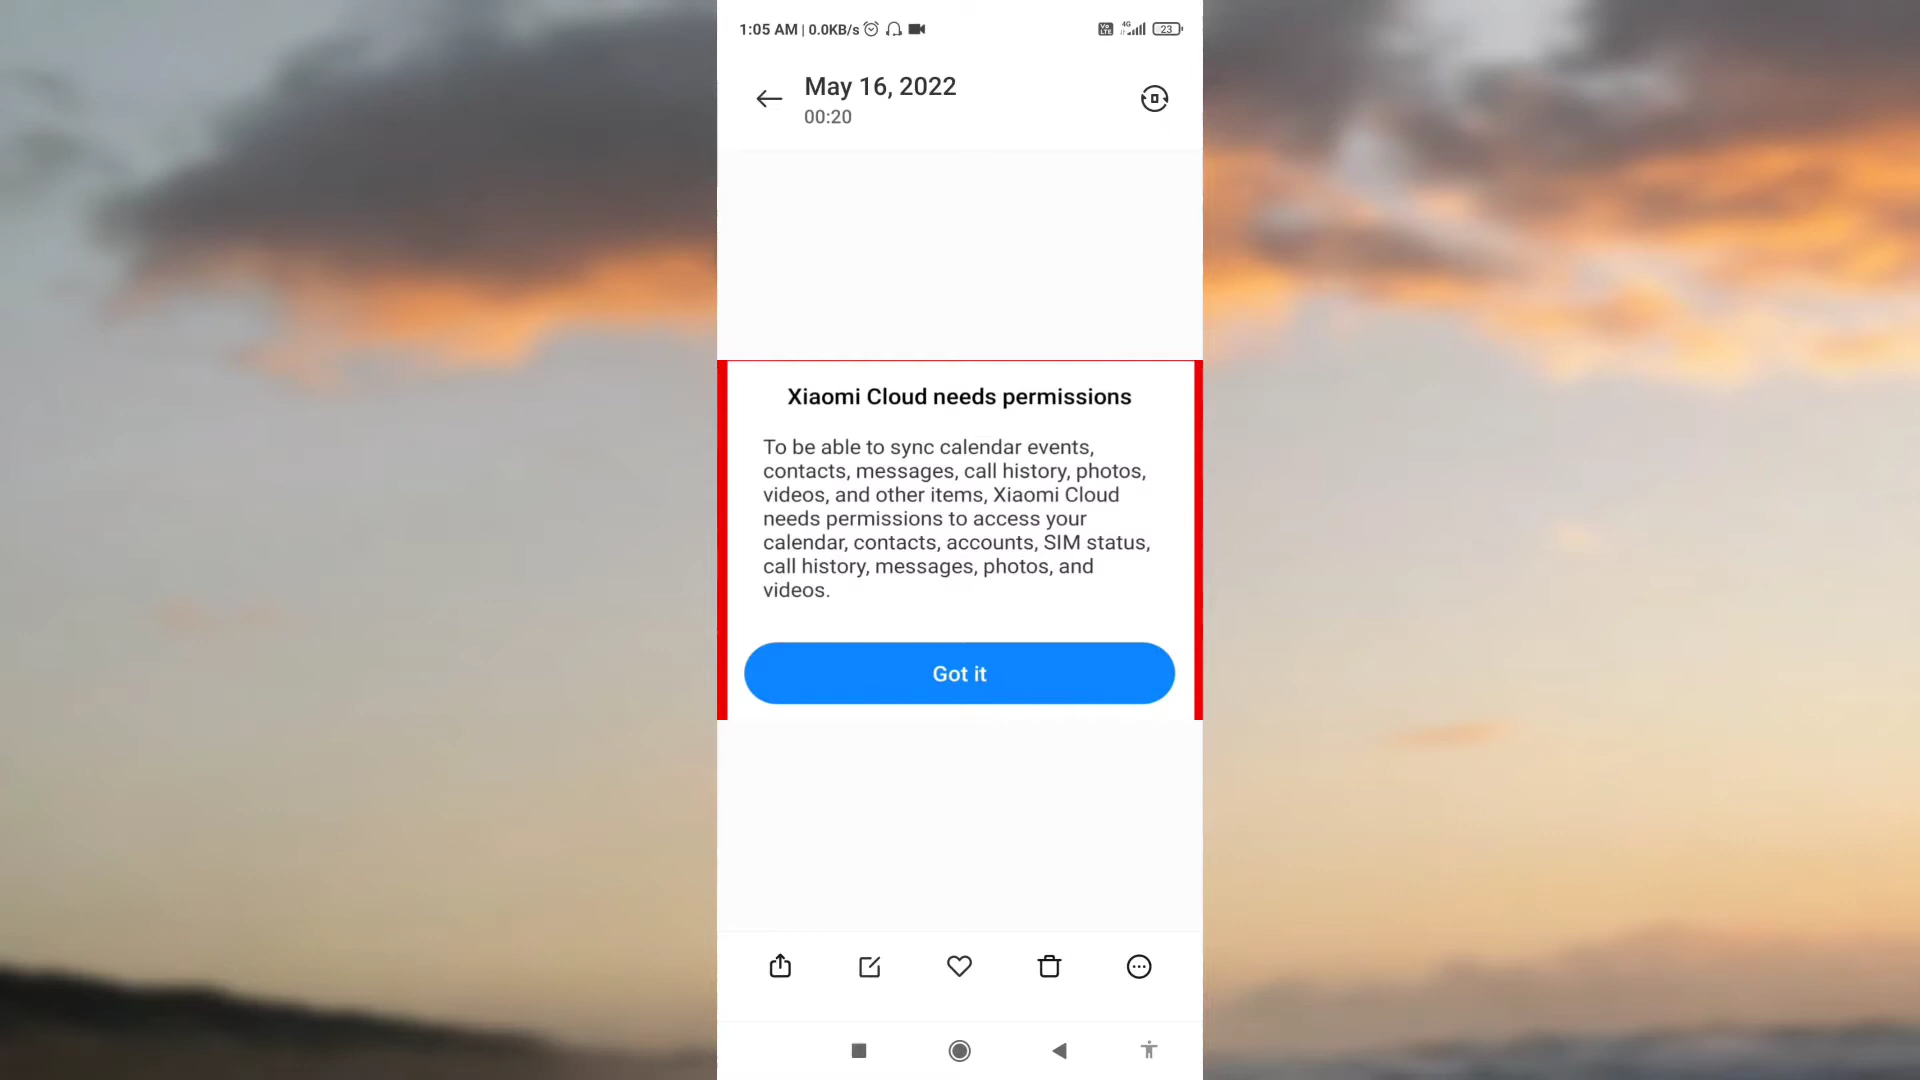 1:05 AM | 0.0KB/s
4G
23
May 16, 2022
00:20
Xiaomi Cloud needs permissions
To be able to sync calendar events,
contacts, messages, call history, photos,
videos, and other items, Xiaomi Cloud
needs permissions to access your
calendar, contacts, accounts, SIM status,
call history, messages, photos, and
videos.
Got it